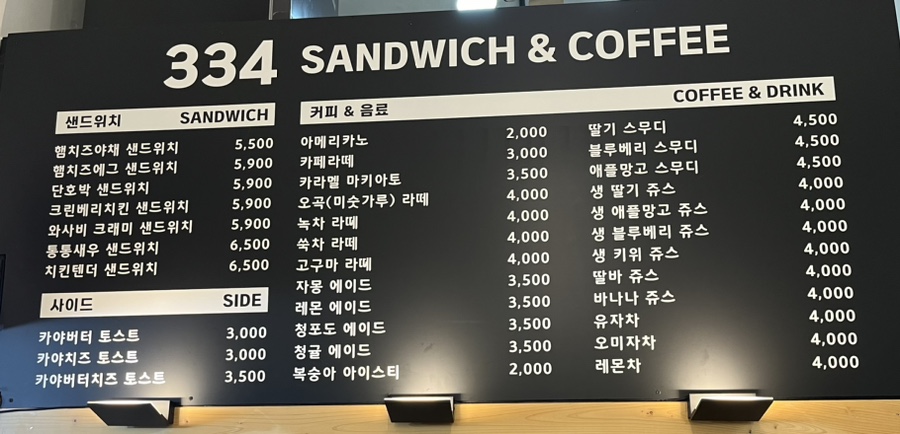 334 SANDWICH & COFFEE
샌드위치 SANDWICH
햄치즈야채 샌드위치 5,500
햄치즈에그 샌드위치 5,900
단호박 샌드위치 5,900
크린베리치킨 샌드위치 5,900
와사비 크래미 샌드위치 5,900
통통새우 샌드위치 6,500
치킨텐더 샌드위치 6,500
사이드 SIDE
카야버터 토스트 3,000
카야치즈 토스트 3,000
카야버터치즈 토스트 3,500
커피 & 음료 COFFEE & DRINK
아메리카노 2,000
카페라떼 3,000
카라멜 마키아토 3,500
오곡(미숫가루) 라떼 4,000
녹차 라떼 4,000
쑥차 라떼 4,000
고구마 라떼 4,000
자몽 에이드 3,500
레몬 에이드 3,500
청포도 에이드 3,500
청귤 에이드 3,500
복숭아 아이스티 2,000
딸기 스무디 4,500
블루베리 스무디 4,500
애플망고 스무디 4,500
생 딸기 쥬스 4,000
생 애플망고 쥬스 4,000
생 블루베리 쥬스 4,000
생 키위 쥬스 4,000
딸바 쥬스 4,000
바나나 쥬스 4,000
유자차 4,000
오미자차 4,000
레몬차 4,000